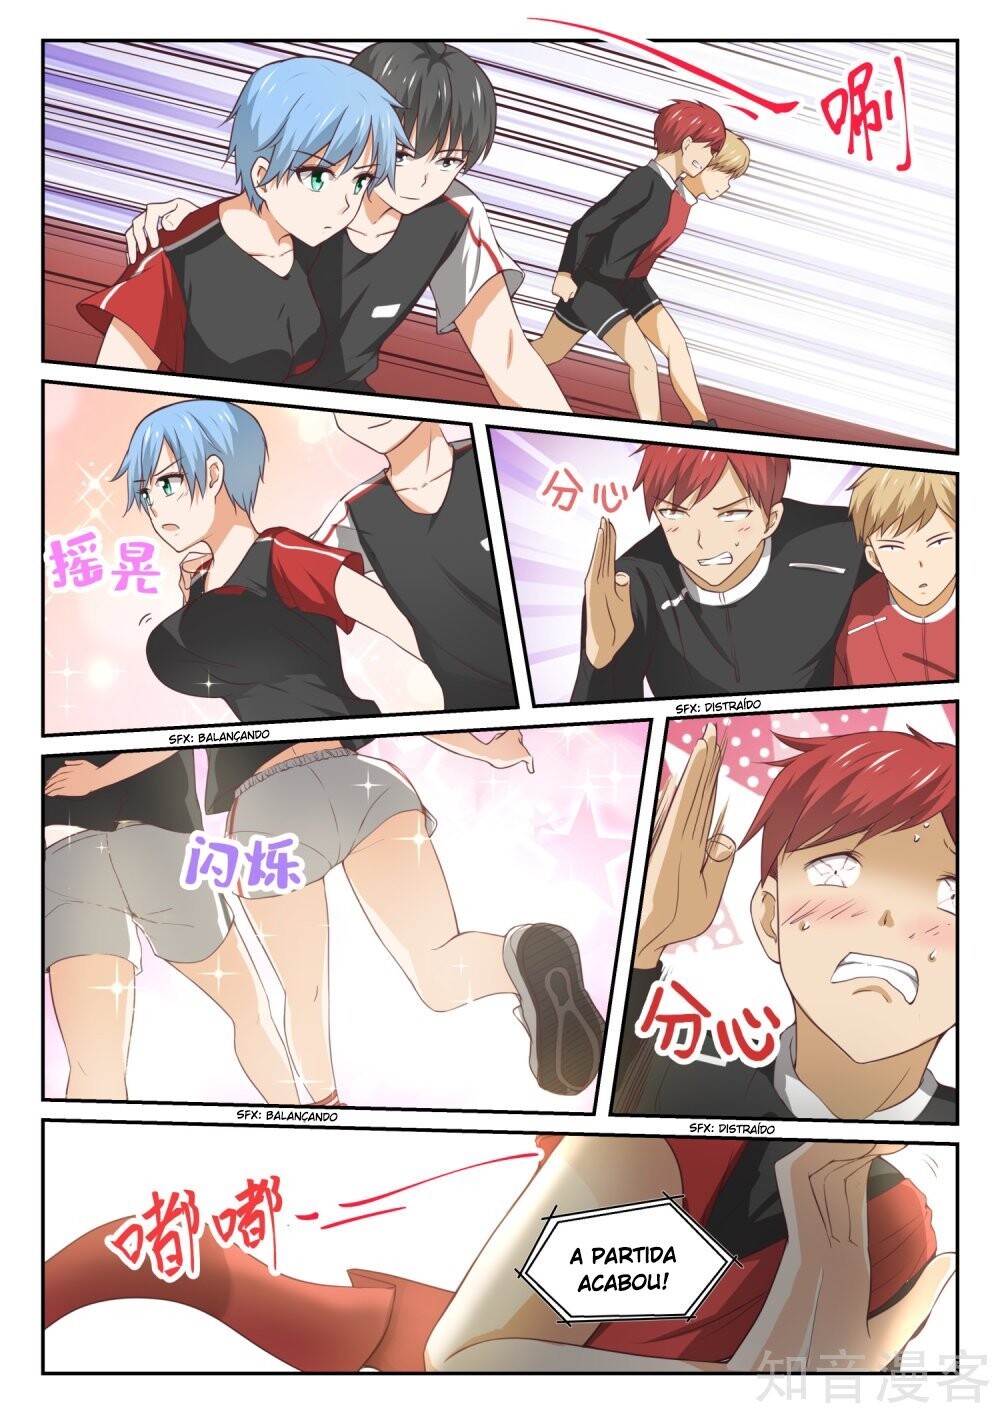 唰
摇晃
分心
SFX: DISTRAÍDO
SFX: BALANÇANDO
闪烁
分心
SFX: BALANÇANDO
SFX: DISTRAÍDO
嘟嘟
A PARTIDA
ACABOU!
知音漫客